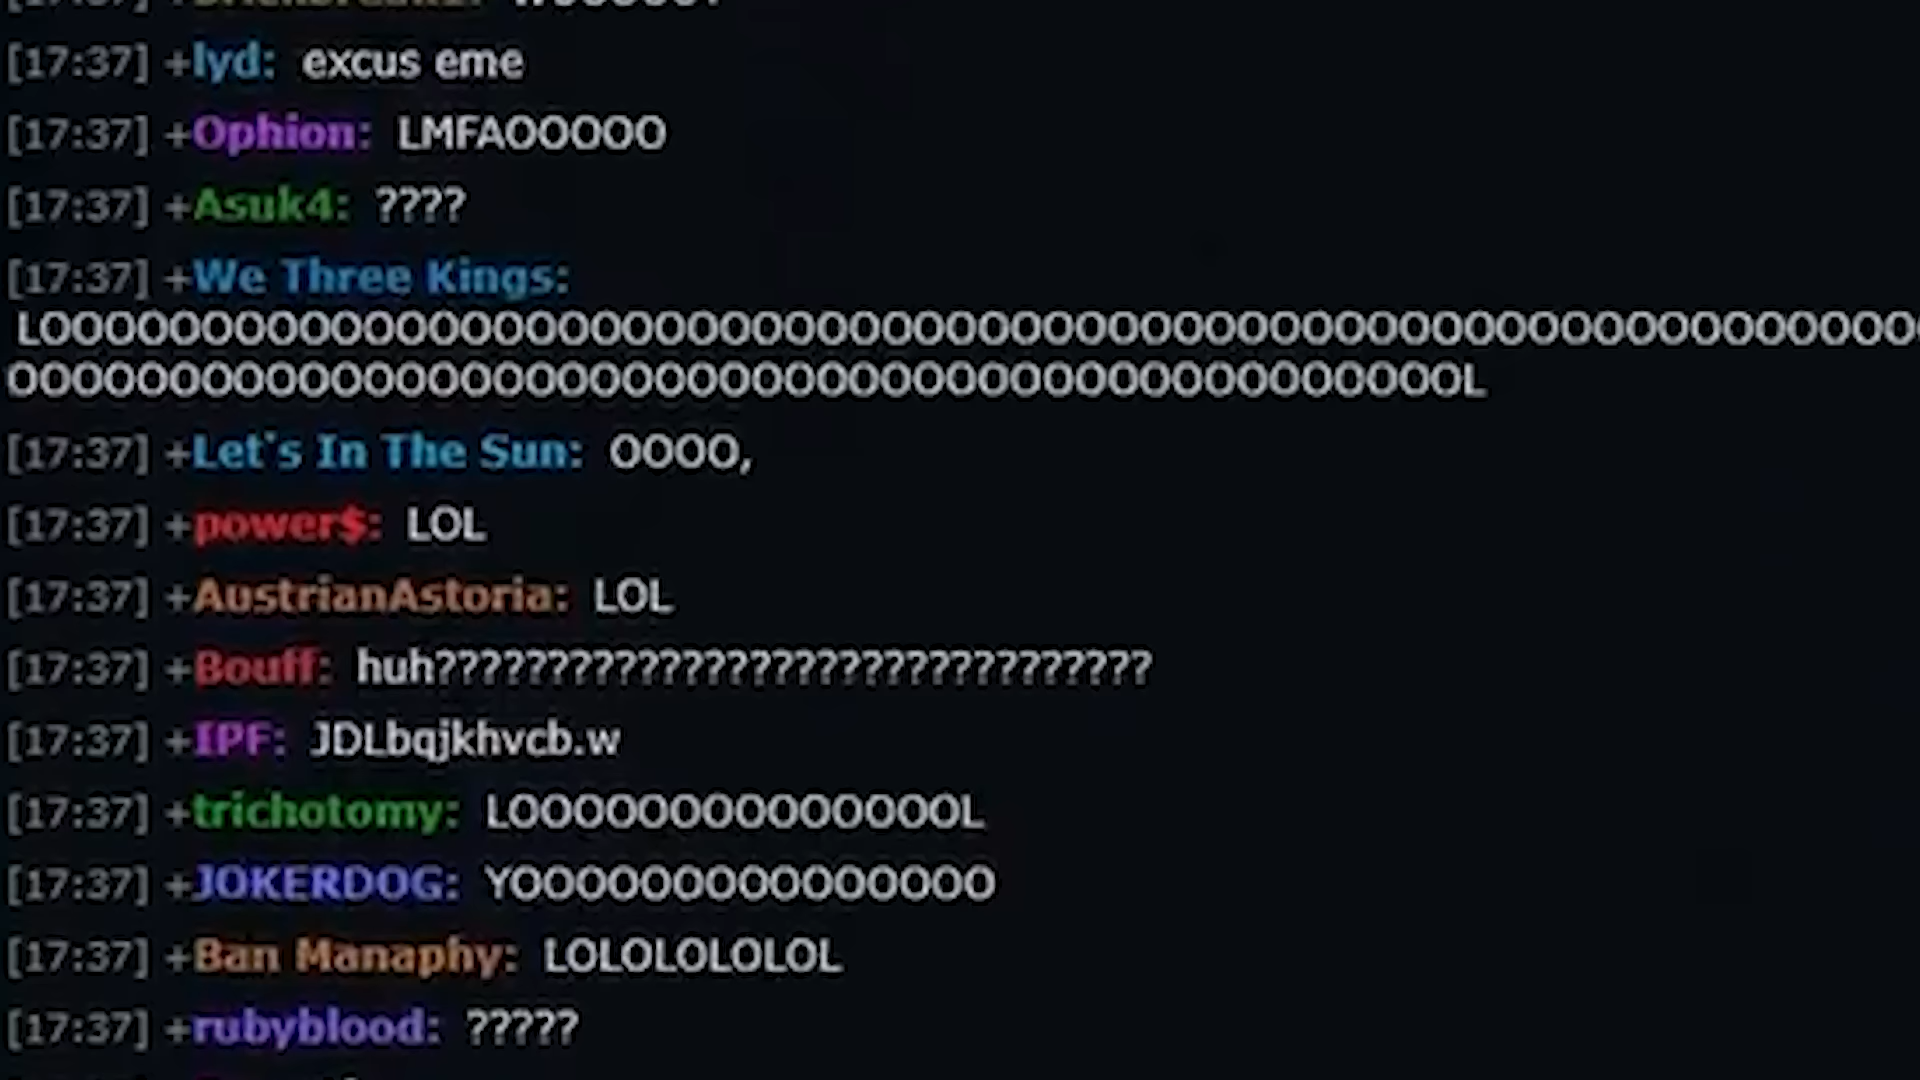 [17:37] +lyd: excus eme
[17:37] +Ophion: LMFAOOOOO
[17:37] +Asuk4: ????
[17:37] +We Three Kings:
LOOOOOOOOOOOOOOOOOOOOOOOOOOOOOOOOOOOOOOOOOOOOOOOOOOOOOOOOO
OOOOOOOOOOOOOOOOOOOOOOOOOOOOOOOOOOOOOOOOOOOOOL
[17:37] +Let's In The Sun: OOOO,
[17:37] +power$: LOL
[17:37] +AustrianAstoria: LOL
[17:37] +Bouff: huh????????????????????????????????????
[17:37] +IPF: JDLbqjkhvcb.w
[17:37] +trichotomy: LOOOOOOOOOOOOOOL
[17:37] +JOKERDOG: YOOOOOOOOOOOOOOO
[17:37] +Ban Manaphy: LOLOLOLOLOL
[17:37] +rubyblood: ?????